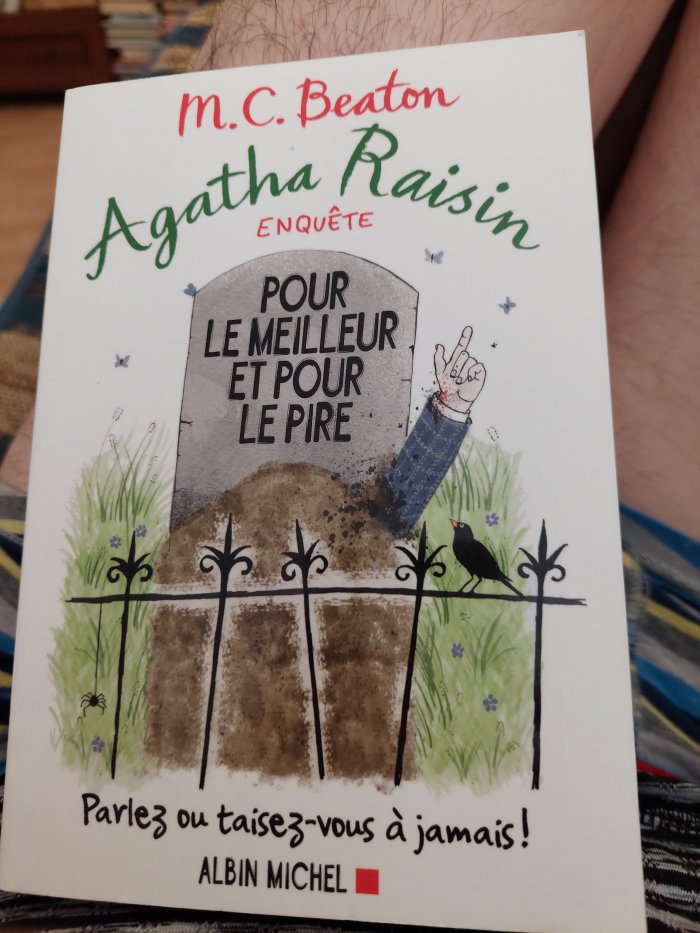 M.C. Beaton
Agatha Raisin
ENQUÊTE
POUR
LE MEILLEUR
ET POUR
LE PIRE
Parlez ou taisez-vous à jamais!
ALBIN MICHEL